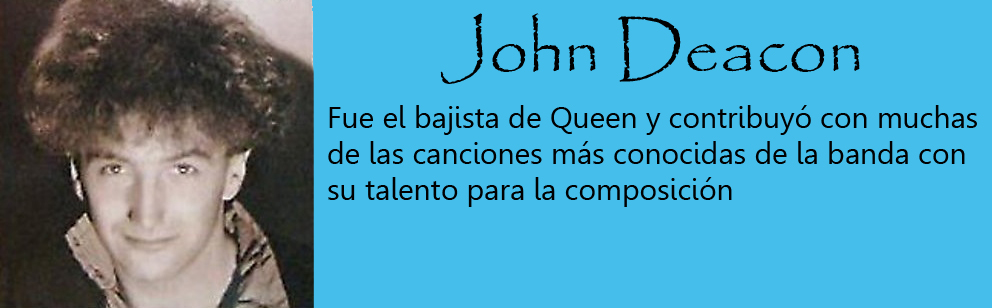 John Deacon
Fue el bajista de Queen y contribuyó con muchas
de las canciones más conocidas de la banda con
su talento para la composición